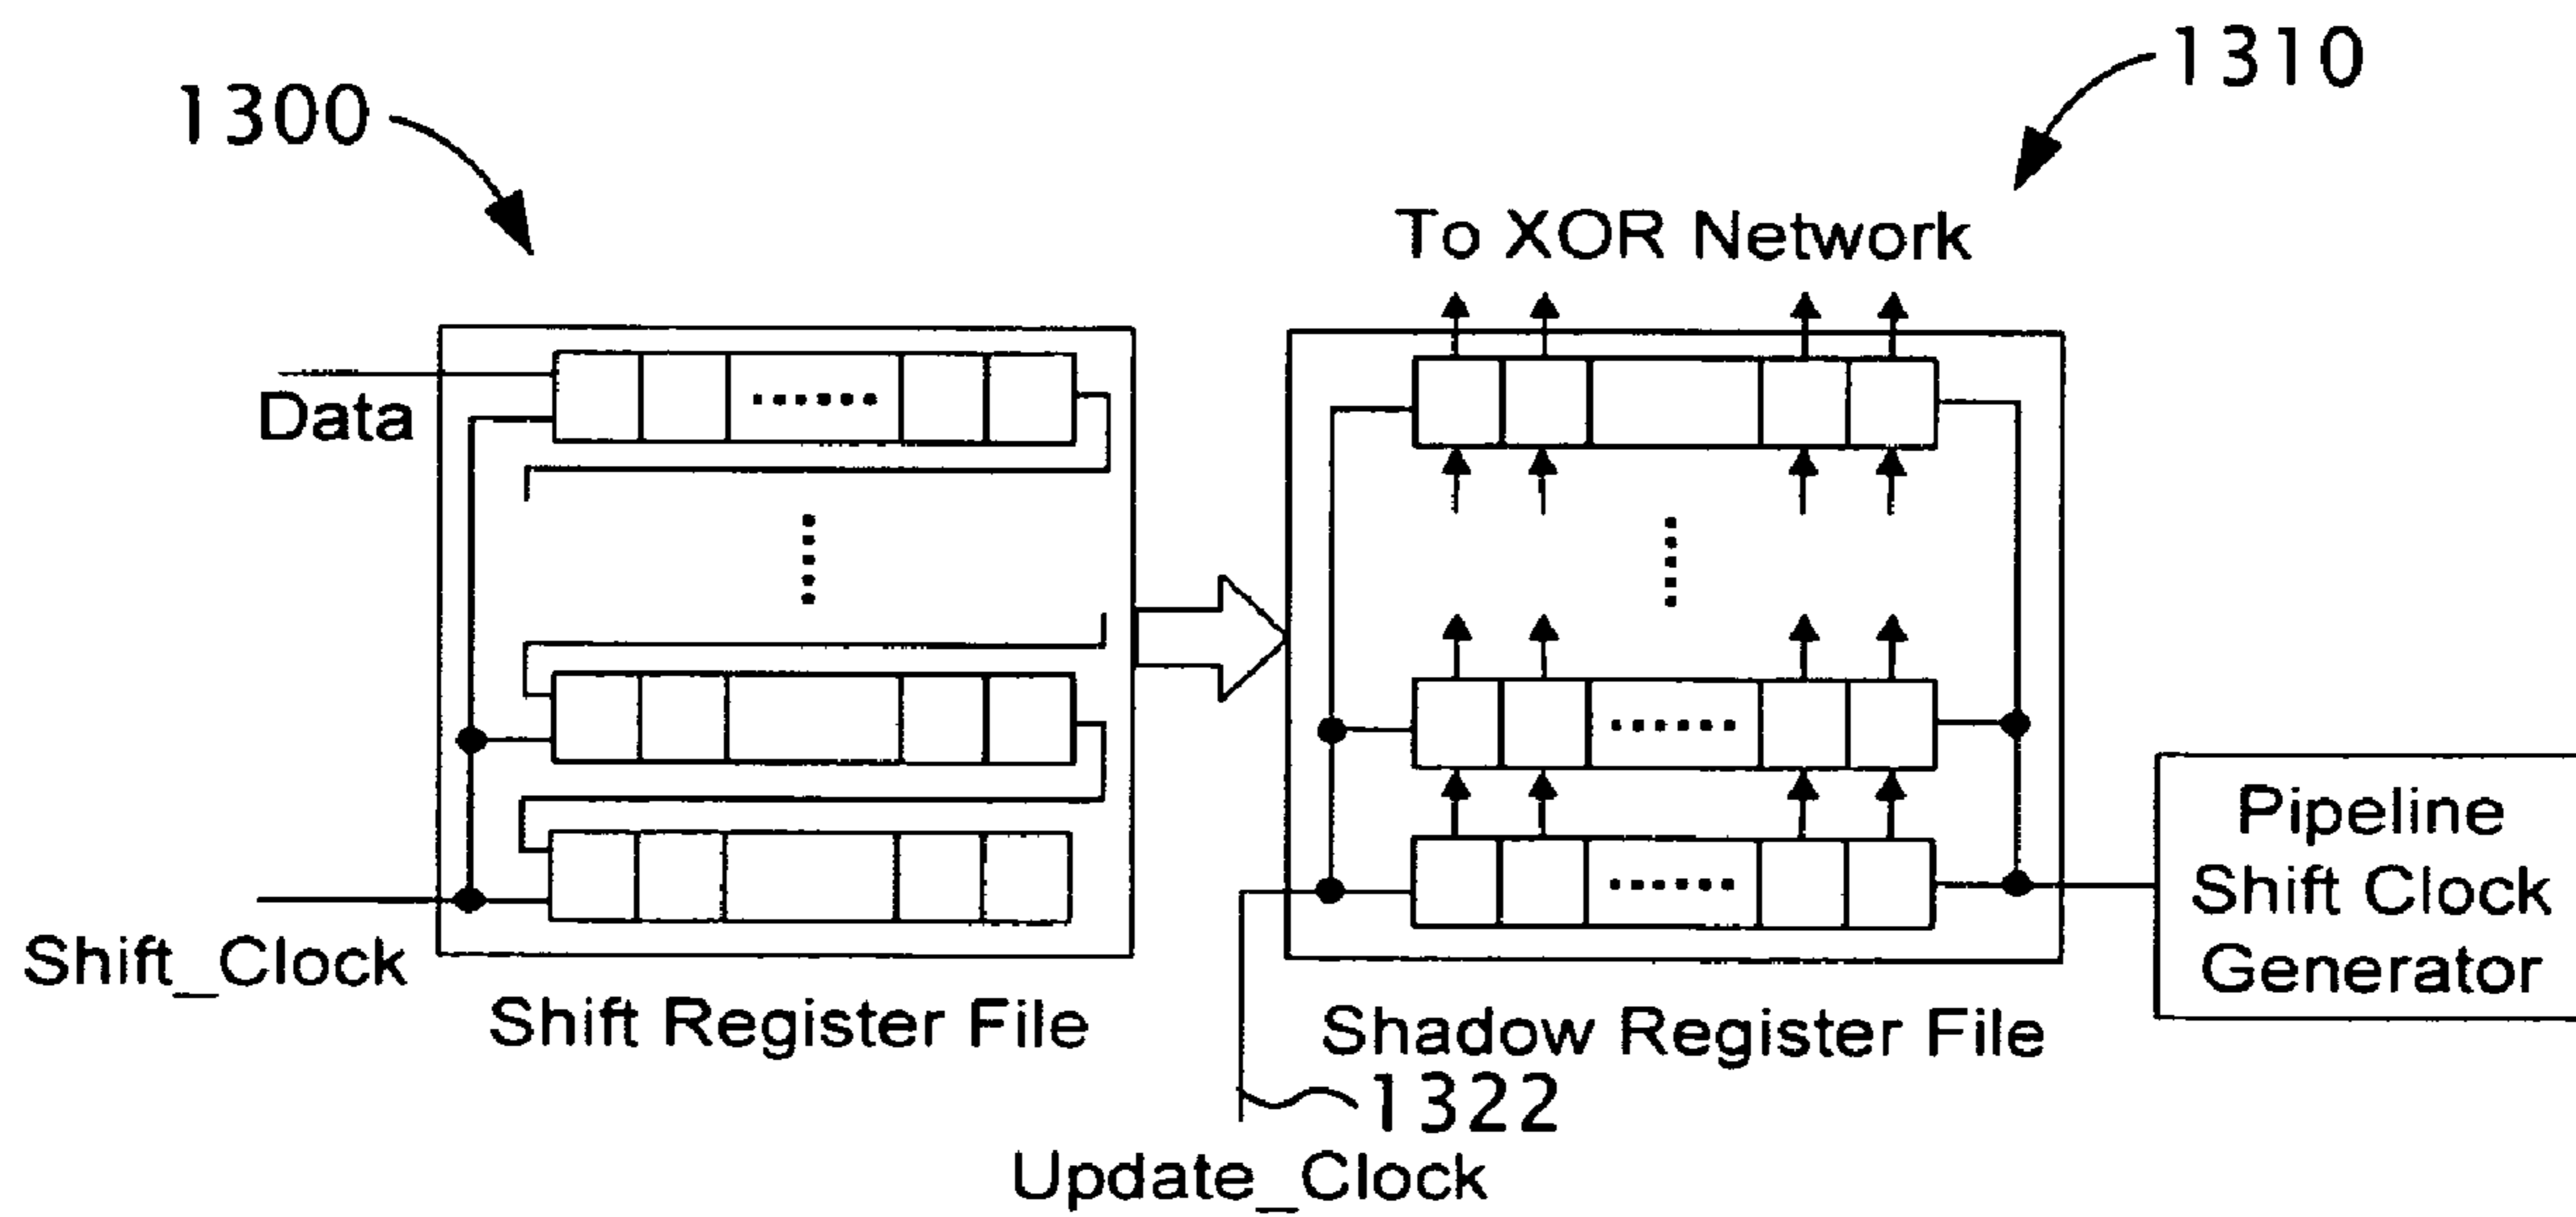 1300
1310
To XOR Network
Data
Shift_Clock
Shift Register File
Shadow Register File
Pipeline
Shift Clock
Generator
1322
Update_Clock